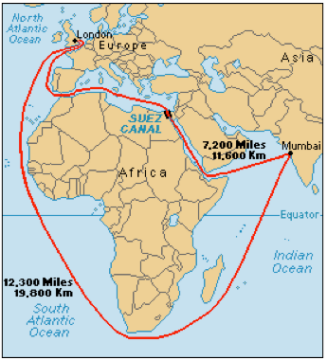 North
Atlantic
Ocean
London
Europe
Asia
SUEZ
CANAL
7,200 Miles
11,600 Km
Mumbai
Africa
Equator
Indian
Ocean
12,300 Miles
19,800 Km
South
Atlantic
Ocean